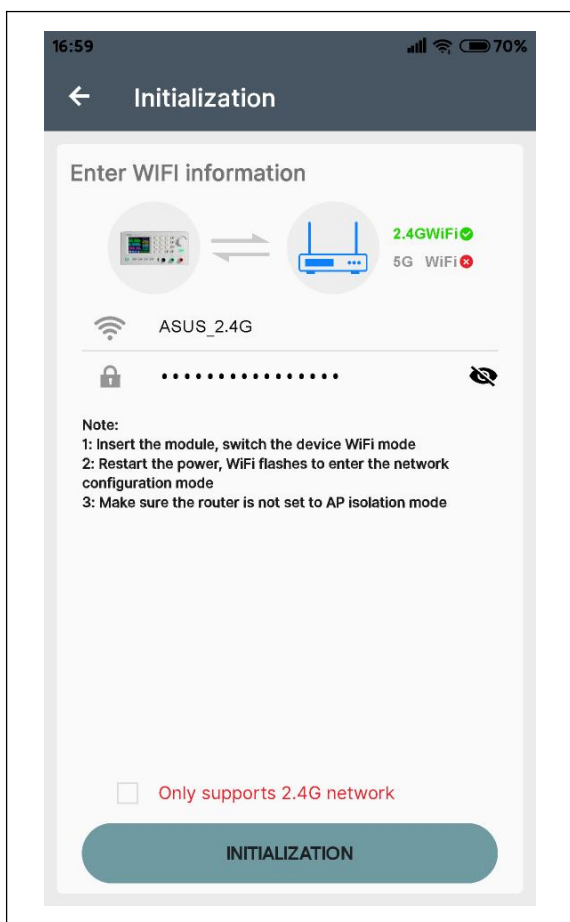 16:59
70%
Initialization
Enter WIFI information
2.4GWiFi
5G WiFi
ASUS_2.4G
••••••••••••••••
Note:
1: Insert the module, switch the device WiFi
mode
2: Restart the power, WiFi flashes to enter the network
configuration mode
3: Make sure the router is not set to AP isolation mode
Only supports 2.4G network
INITIALIZATION